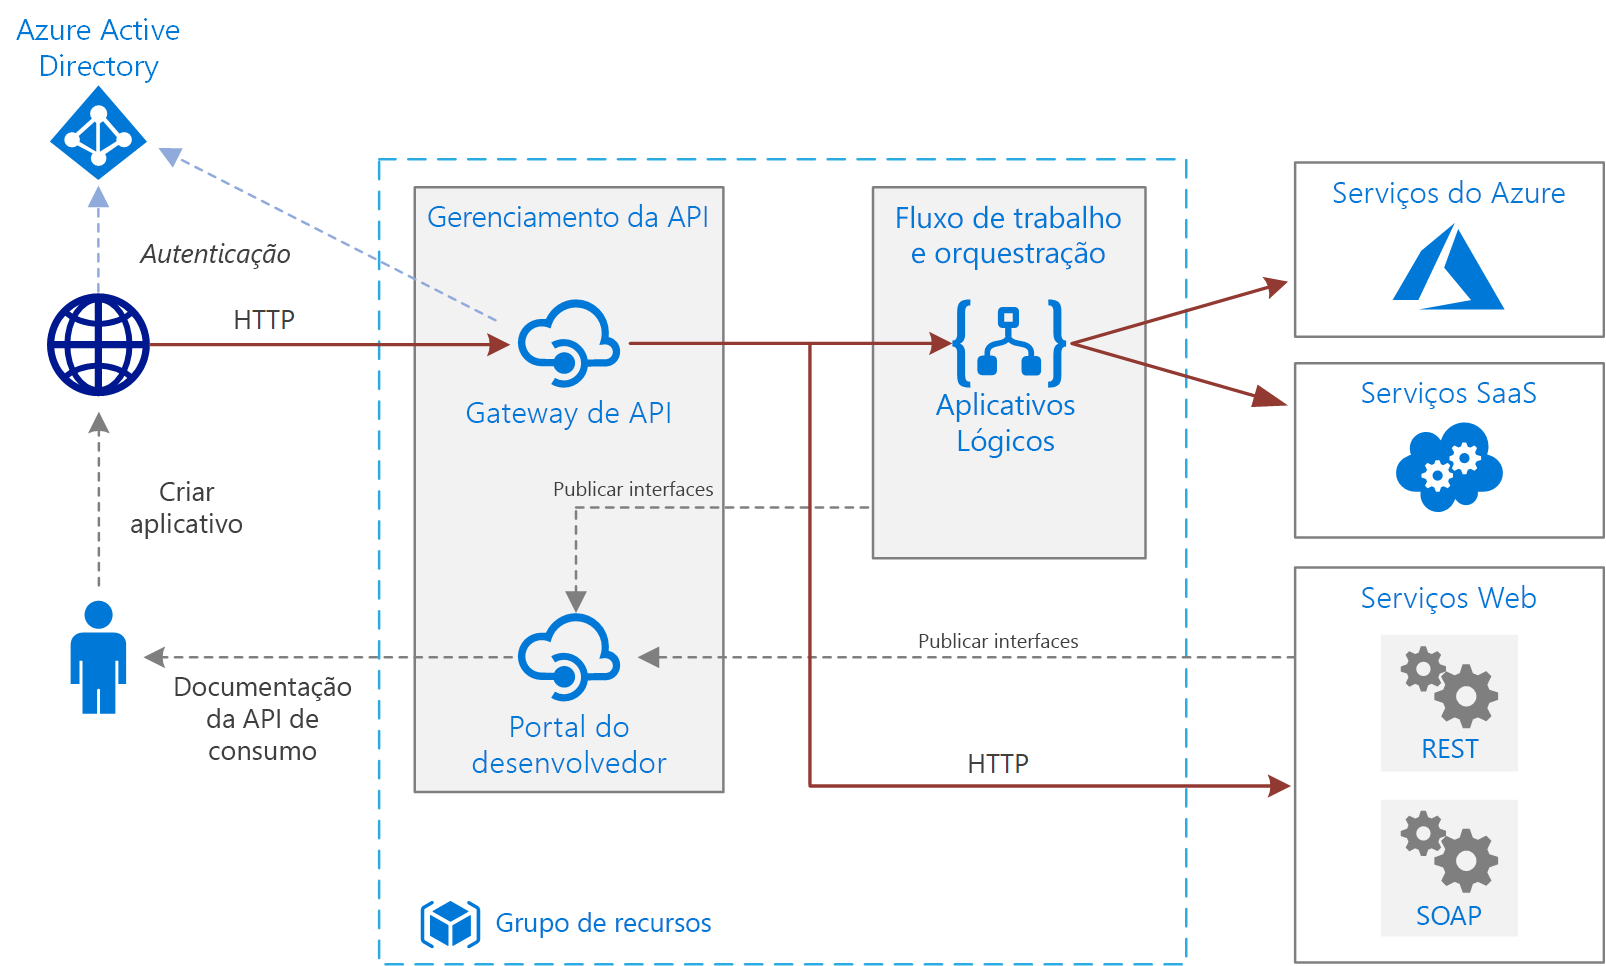 Azure Active
Directory
Autenticação
HTTP
Criar
aplicativo
Documentação
da API de
consumo
Gerenciamento da API
Gateway de API
Publicar interfaces
Portal do
desenvolvedor
Fluxo de trabalho
e orquestração
Aplicativos
Lógicos
Publicar interfaces
HTTP
Grupo de recursos
Serviços do Azure
Serviços SaaS
Serviços Web
REST
SOAP